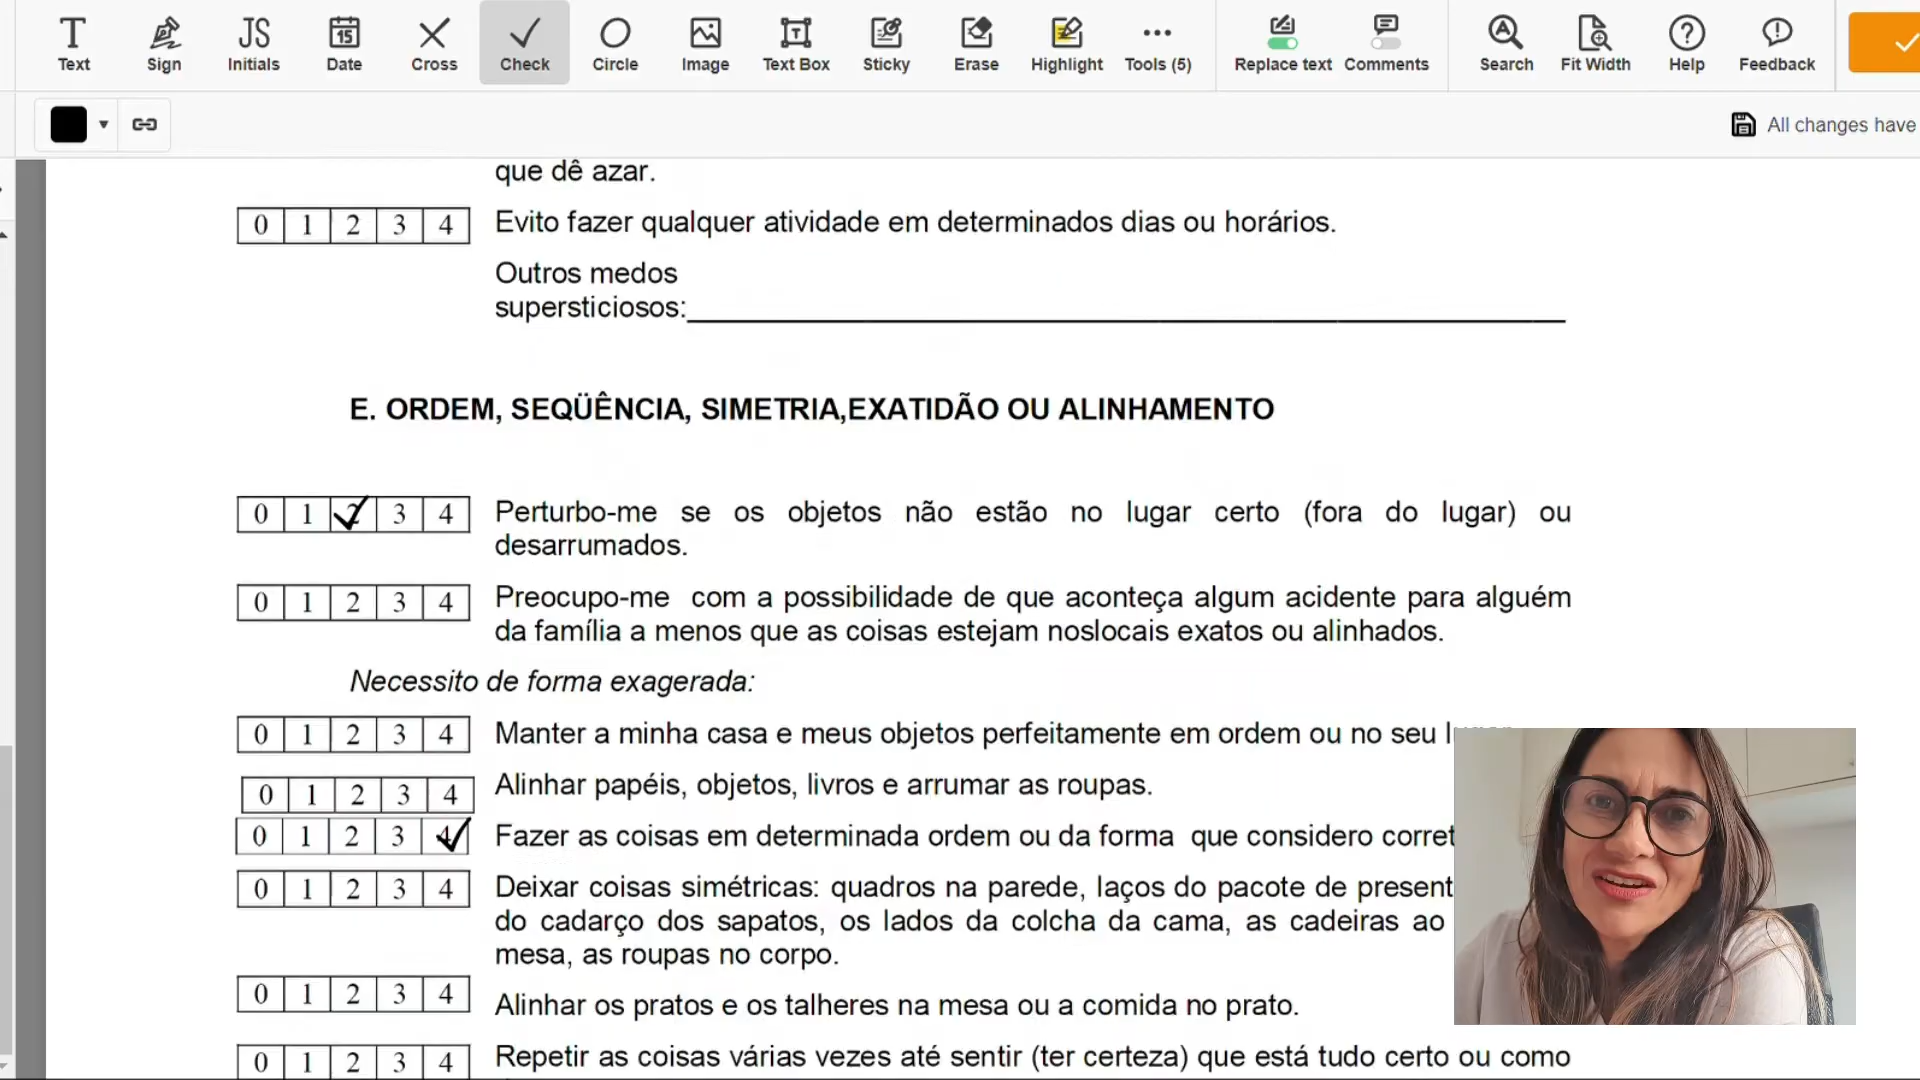 Text Sign Initials Date Cross Check Circle Image Text Box Sticky Erase Highlight Tools (5) Replace text Comments Search Fit Width Help Feedback
All changes have
que dê azar.
0 1 2 3 4 Evito fazer qualquer atividade em determinados dias ou horários.
Outros medos
supersticiosos:
E. ORDEM, SEQÜÊNCIA, SIMETRIA,EXATIDÃO OU ALINHAMENTO
0 1 2 3 4 Perturbo-me se os objetos não estão no lugar certo (fora do lugar) ou
desarrumados.
0 1 2 3 4 Preocupo-me com a possibilidade de que aconteça algum acidente para alguém
da família a menos que as coisas estejam noslocais exatos ou alinhados.
Necessito de forma exagerada:
0 1 2 3 4 Manter a minha casa e meus objetos perfeitamente em ordem ou no seu
0 1 2 3 4 Alinhar papéis, objetos, livros e arrumar as roupas.
0 1 2 3 4 Fazer as coisas em determinada ordem ou da forma que considero corret
0 1 2 3 4 Deixar coisas simétricas: quadros na parede, laços do pacote de present
do cadarço dos sapatos, os lados da colcha da cama, as cadeiras ao
mesa, as roupas no corpo.
0 1 2 3 4 Alinhar os pratos e os talheres na mesa ou a comida no prato.
0 1 2 3 4 Repetir as coisas várias vezes até sentir (ter certeza) que está tudo certo ou como